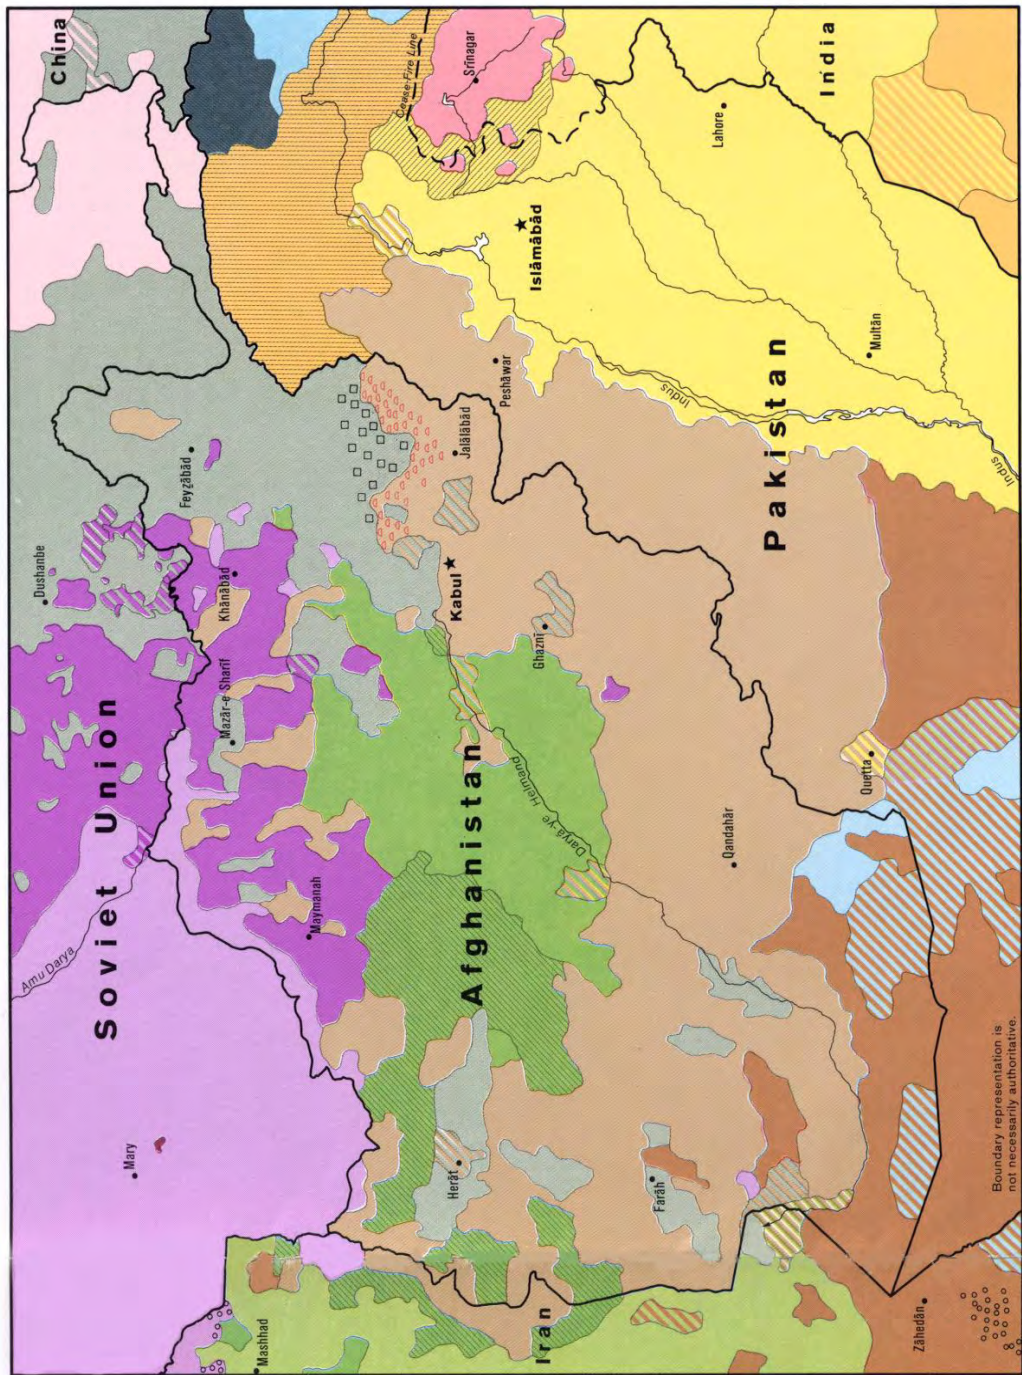 China
Dushanbe
Amu Darya
Soviet Union
Mary
Feyẕābād
Khānābād
Mazār-e Sharīf
Mashhad
Maymanah
Cease-Fire Line
Srīnagar
Jalālābād
Kabul
Afghanistan
Herāt
Peshāwar
Islāmābād
Ghaznī
Daryā-ye Helmand
Iran
Farāh
Indus
Lahore
Qandahār
Pakistan
India
Multān
Quetta
Zāhedān
Indus
Boundary representation is
not necessarily authoritative.